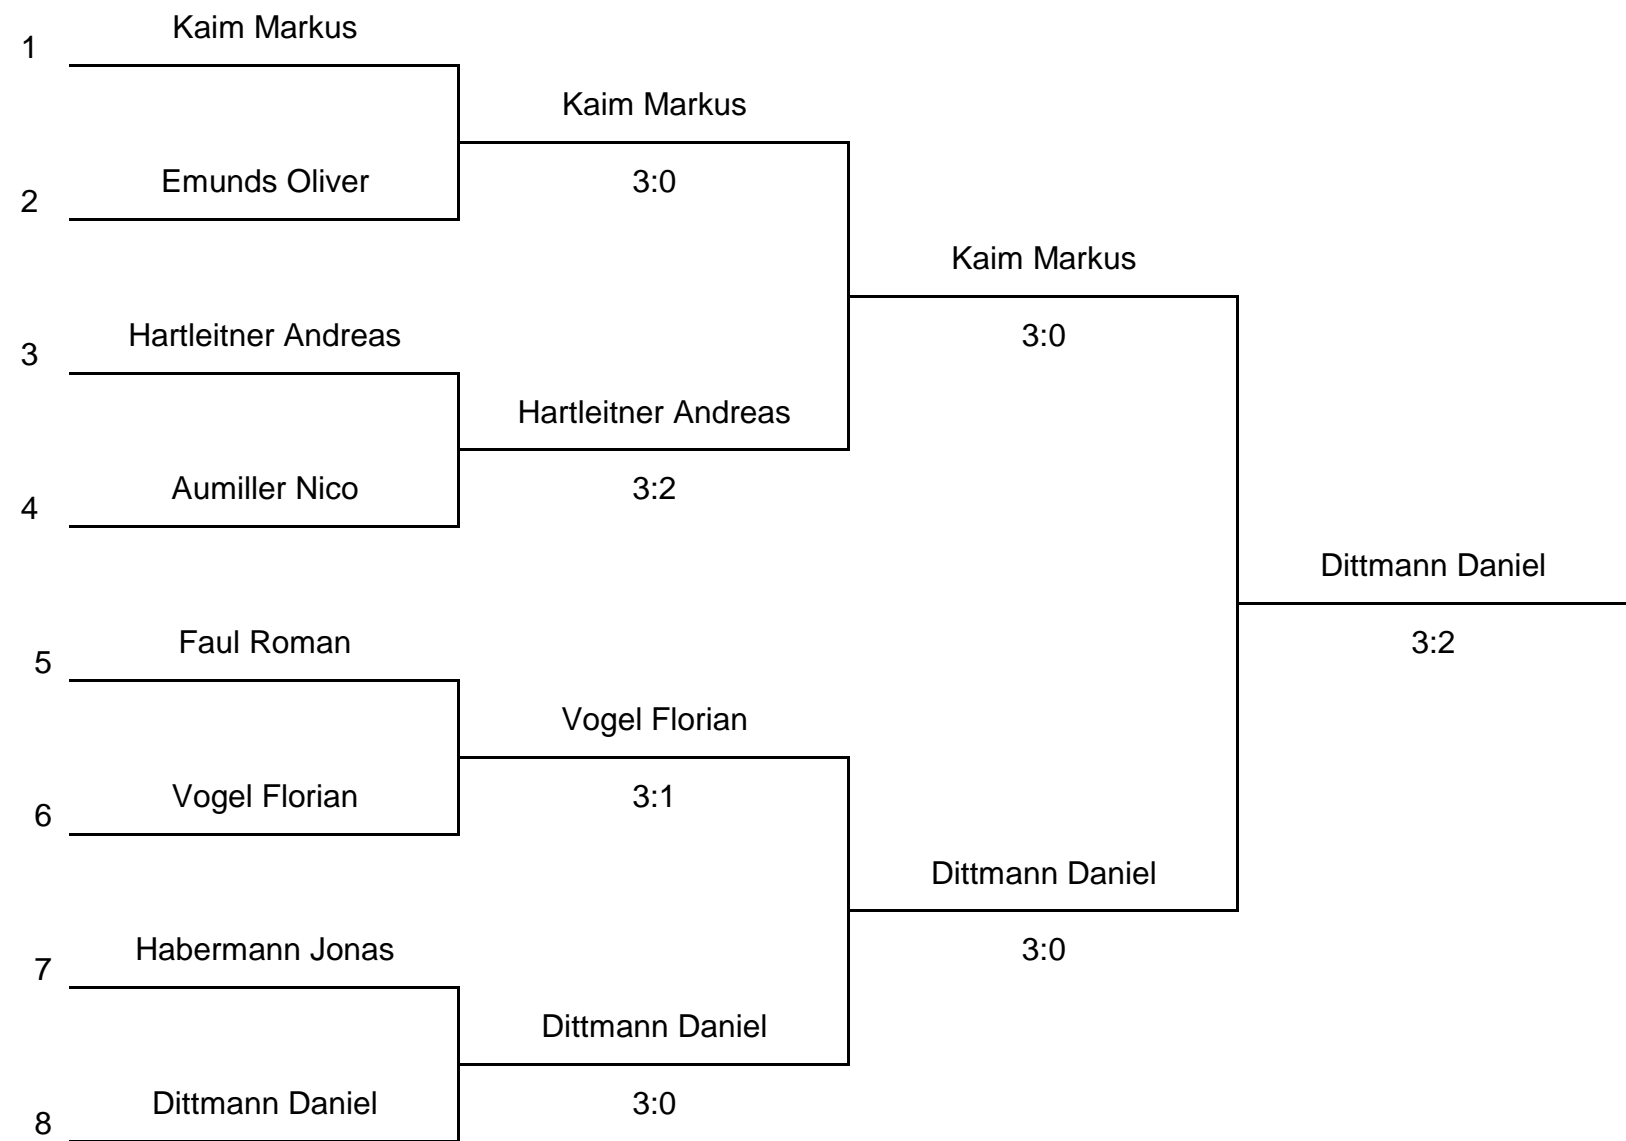 Kaim Markus
1
Kaim Markus
Emunds Oliver
3:0
2
Kaim Markus
Hartleitner Andreas
3:0
3
Hartleitner Andreas
Aumiller Nico
3:2
4
Dittmann Daniel
Faul Roman
3:2
5
Vogel Florian
Vogel Florian
3:1
6
Dittmann Daniel
Habermann Jonas
3:0
7
Dittmann Daniel
Dittmann Daniel
3:0
8